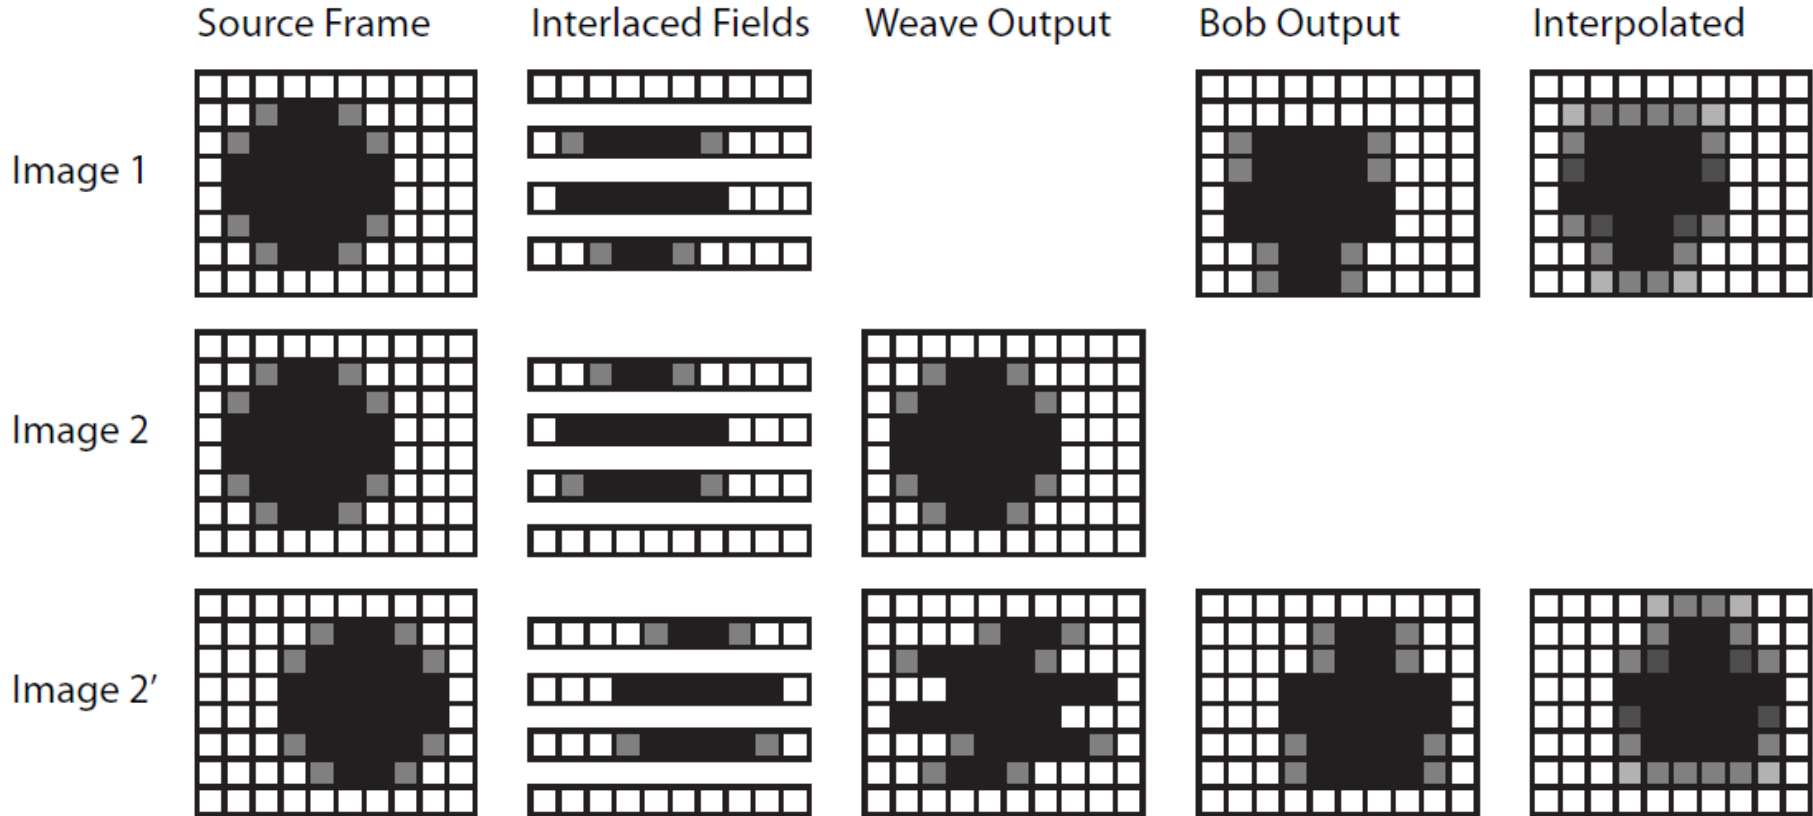 Source Frame Interlaced Fields Weave Output Bob Output Interpolated
Image 1
Image 2
Image 2′